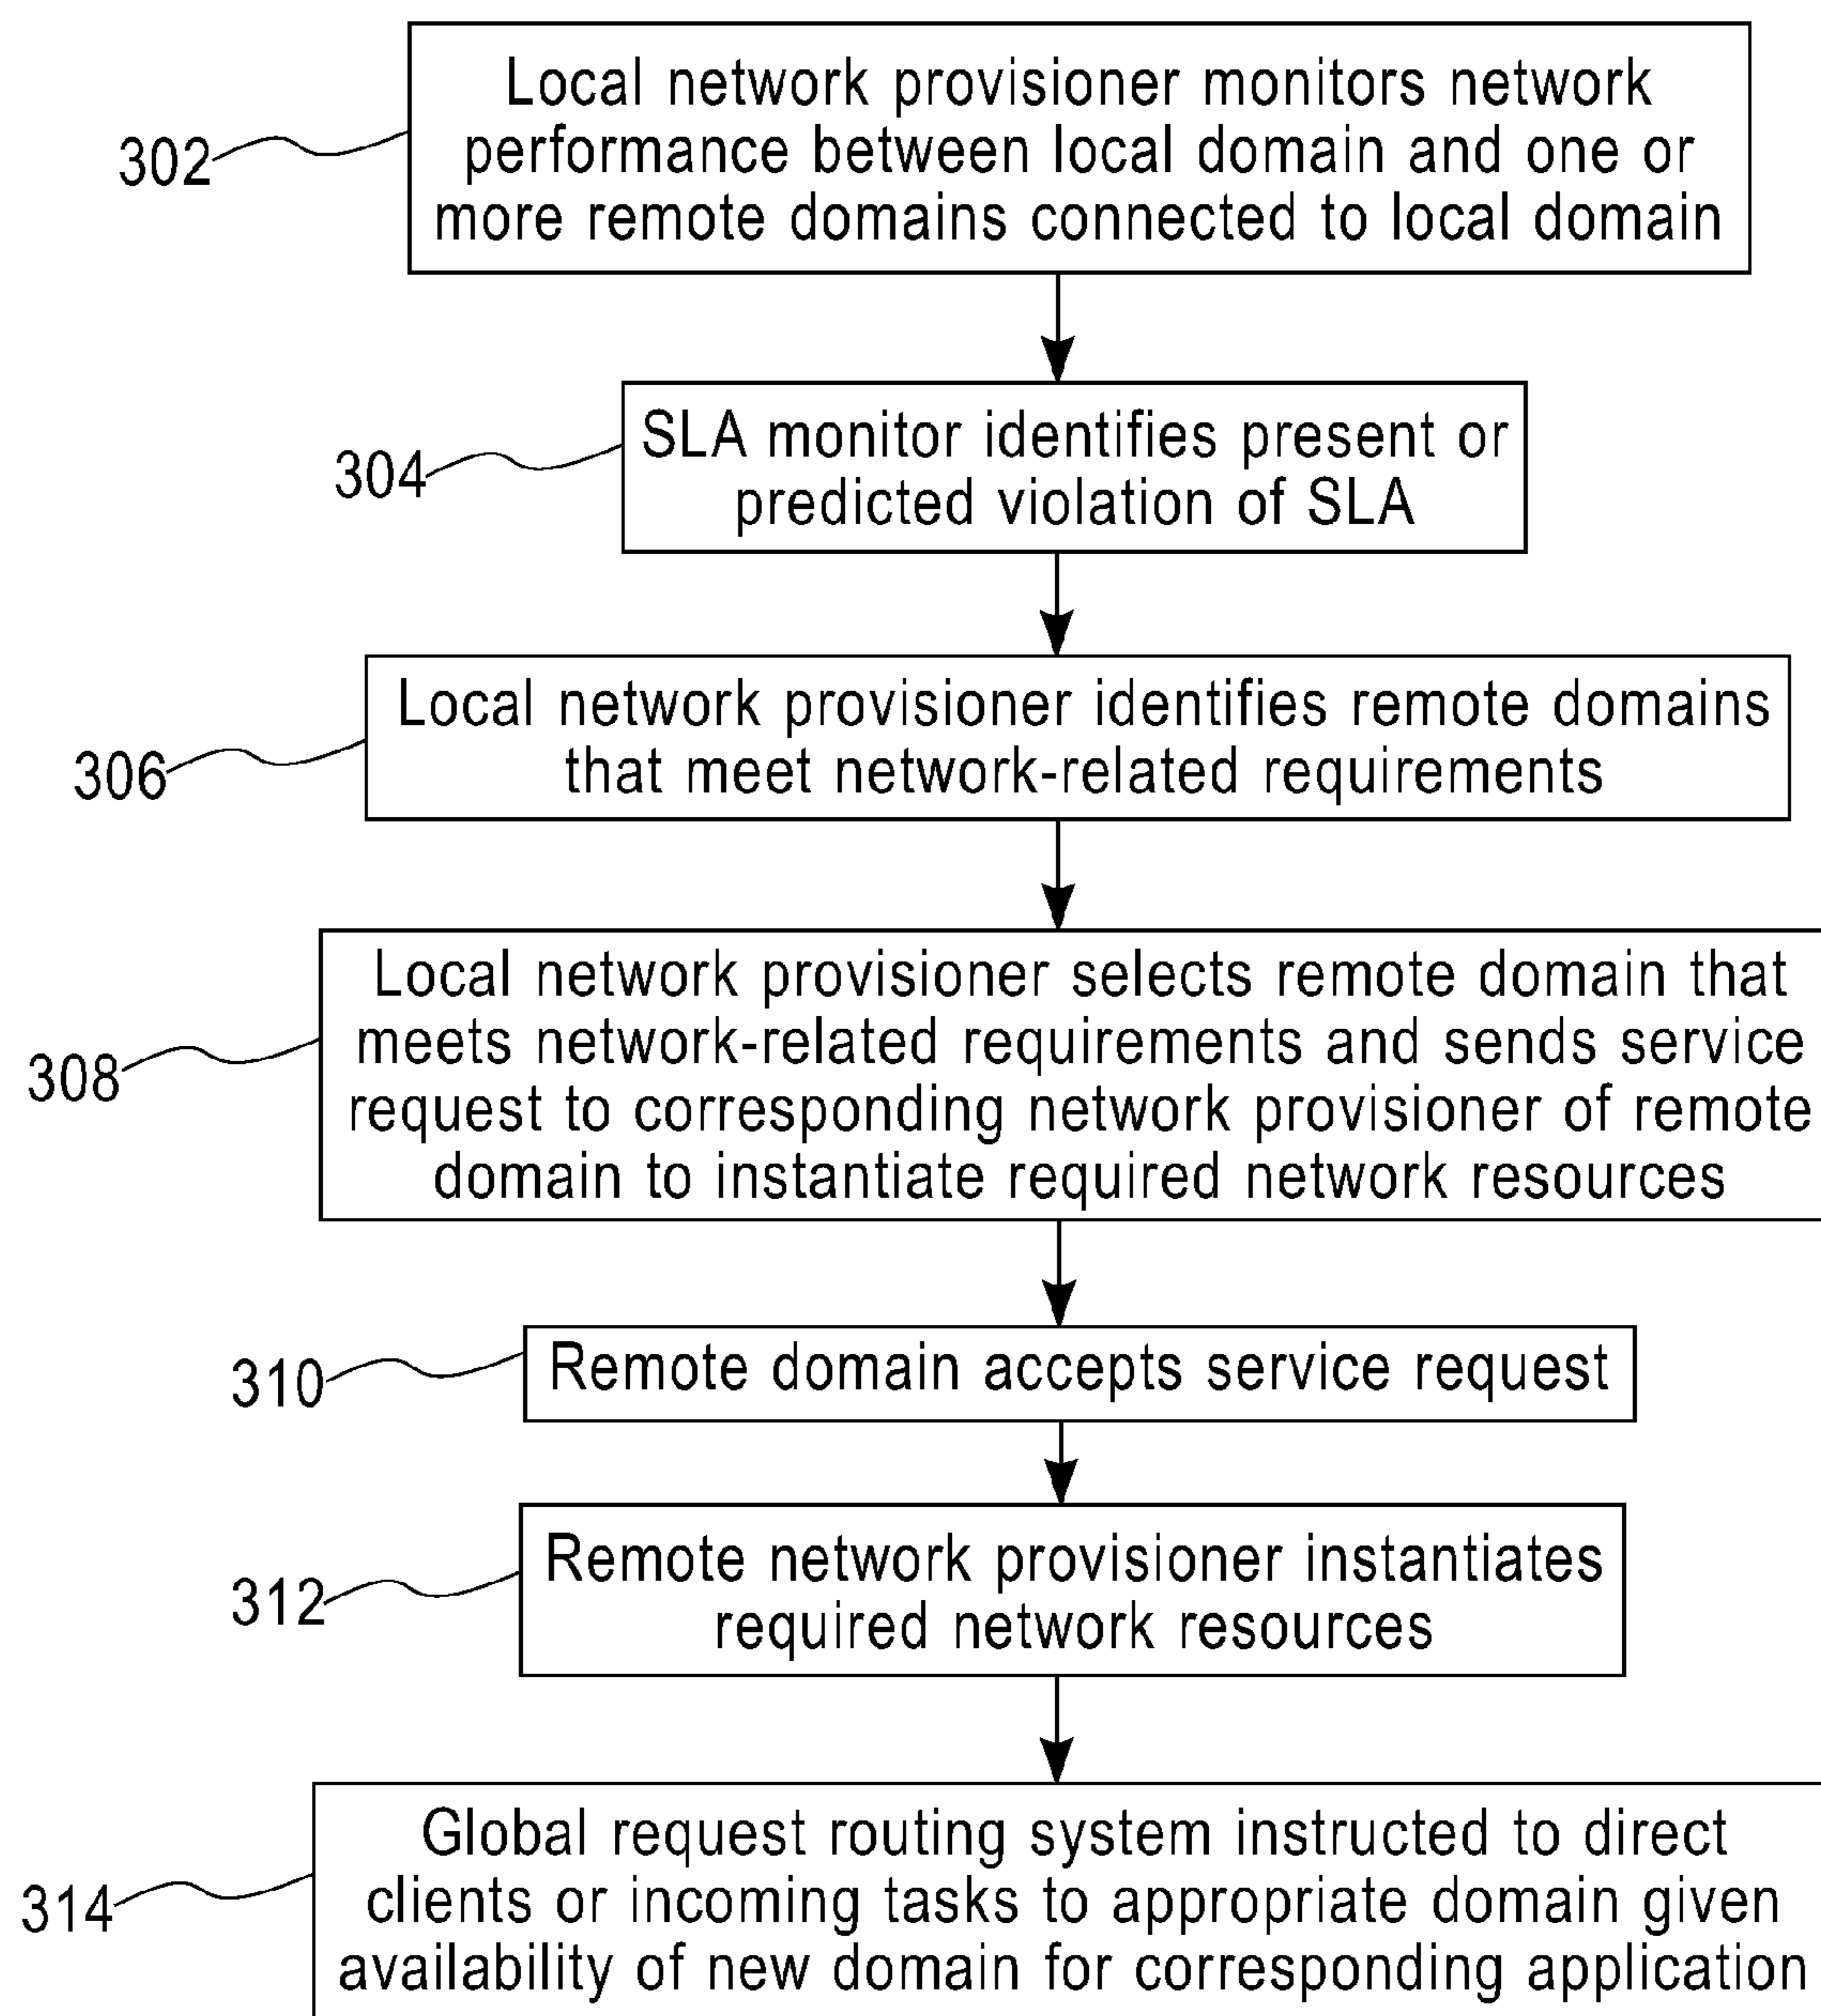 302
Local network provisioner monitors network
performance between local domain and one or
more remote domains connected to local domain
304
SLA monitor identifies present or
predicted violation of SLA
306
Local network provisioner identifies remote domains
that meet network-related requirements
308
Local network provisioner selects remote domain that
meets network-related requirements and sends service
request to corresponding network provisioner of remote
domain to instantiate required network resources
310
Remote domain accepts service request
312
Remote network provisioner instantiates
required network resources
314
Global request routing system instructed to direct
clients or incoming tasks to appropriate domain given
availability of new domain for corresponding application